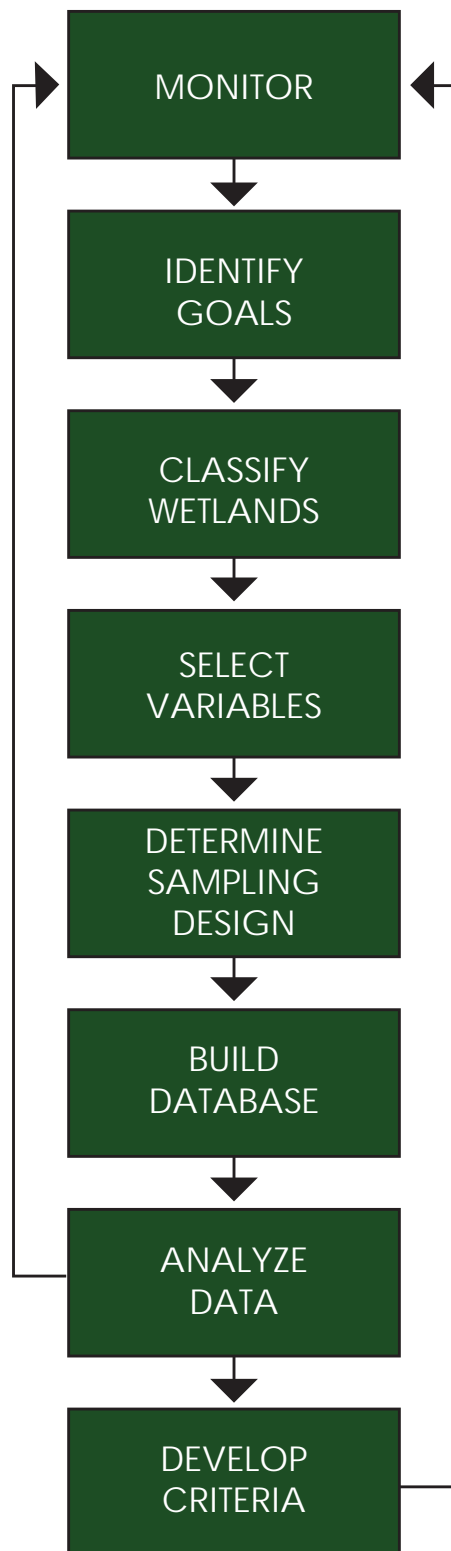 MONITOR
IDENTIFY
GOALS
CLASSIFY
WETLANDS
SELECT
VARIABLES
DETERMINE
SAMPLING
DESIGN
BUILD
DATABASE
ANALYZE
DATA
DEVELOP
CRITERIA